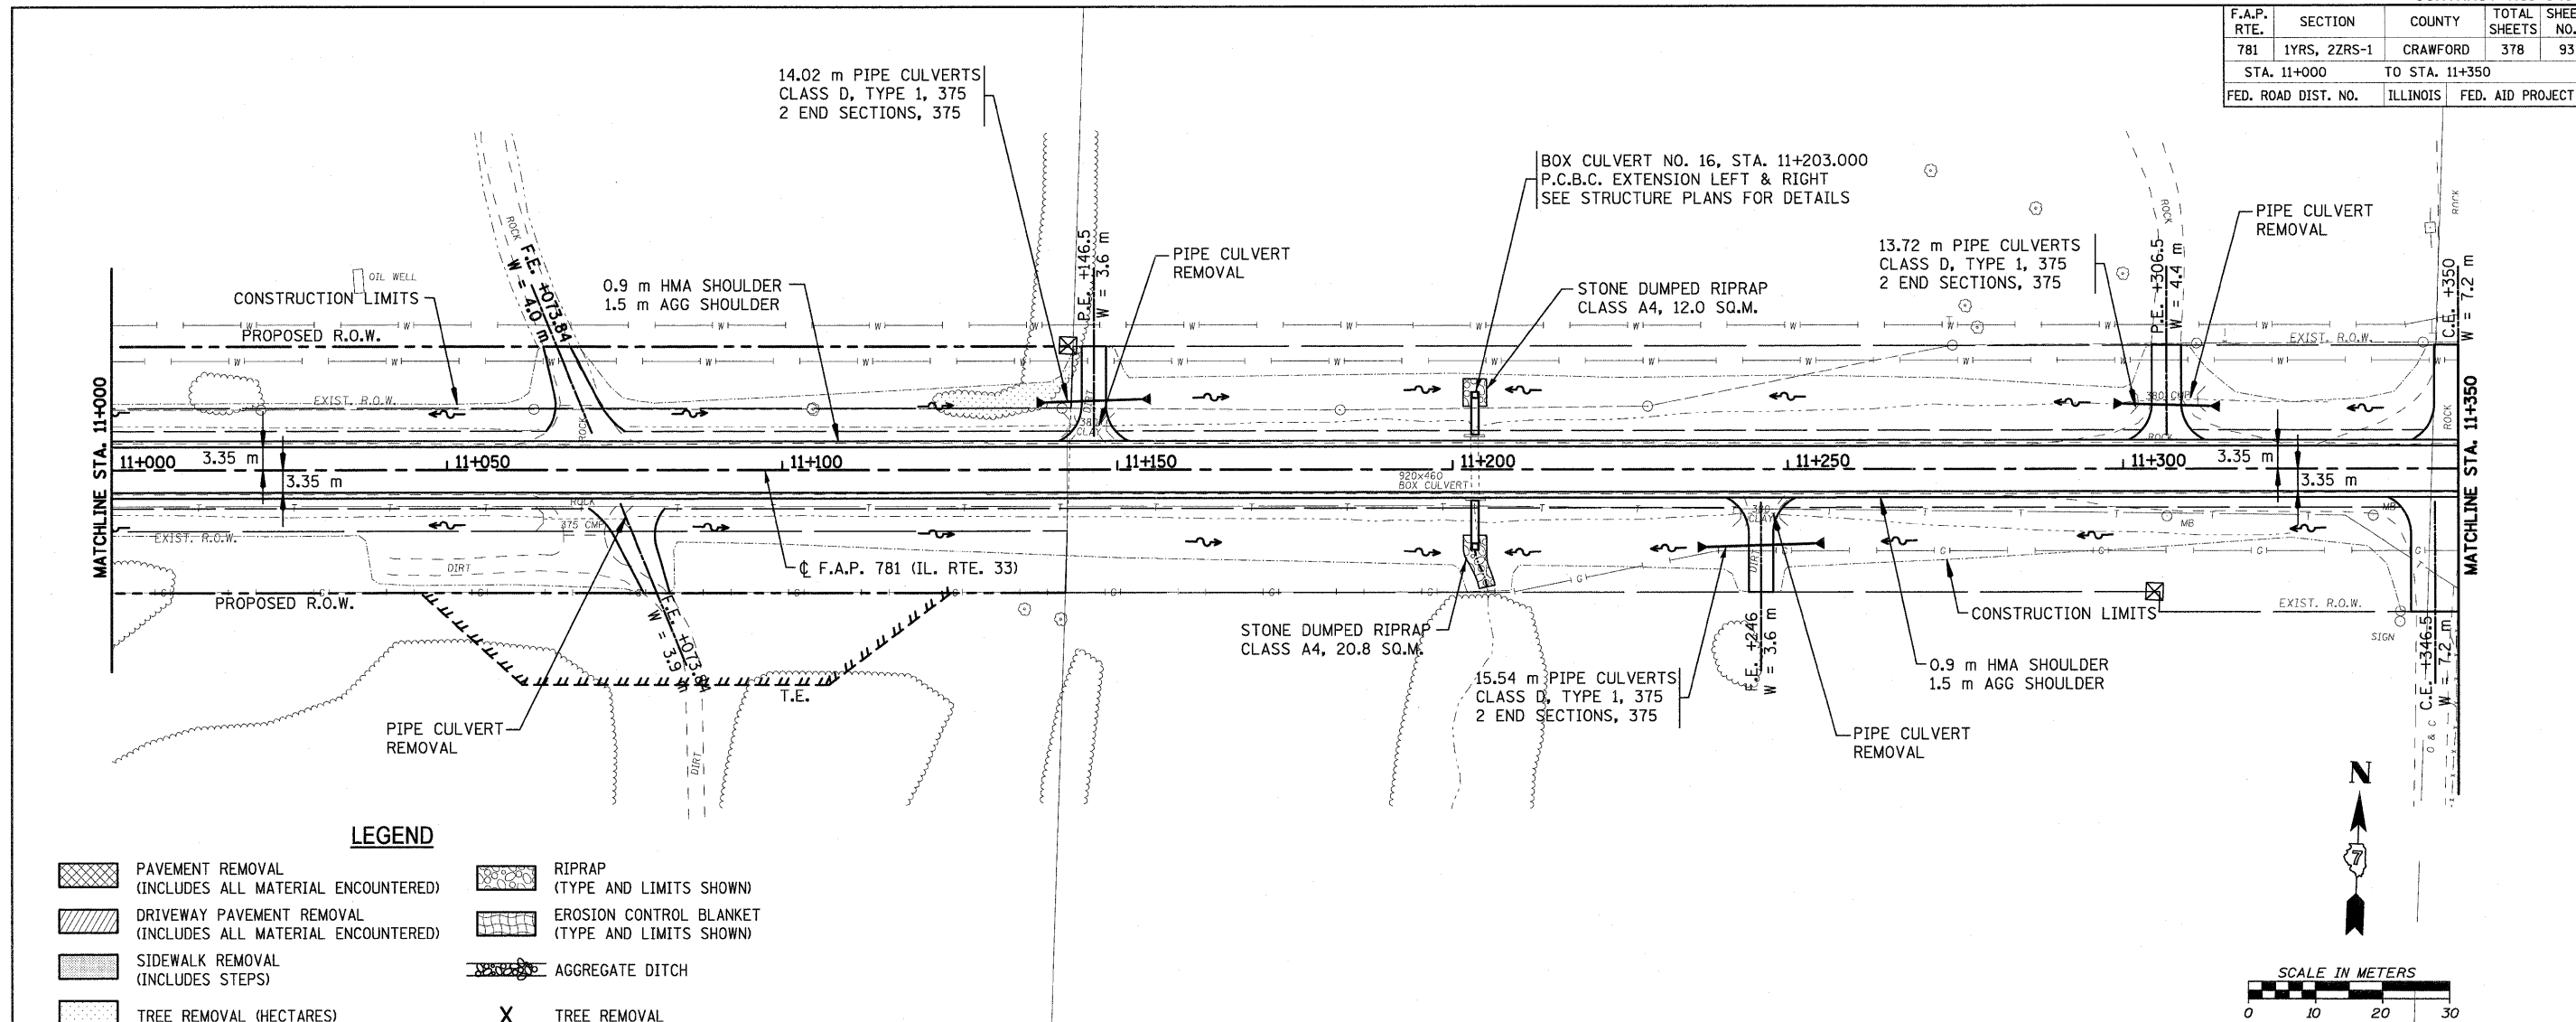 F.A.P. RTE. SECTION COUNTY TOTAL SHEETS
781 1YRS, 2ZRS-1 CRAWFORD 378 93
STA. 11+000 TO STA. 11+350
FED. ROAD DIST. NO. ILLINOIS FED. AID PROJECT
14.02 m PIPE CULVERTS
CLASS D, TYPE 1, 375
2 END SECTIONS, 375
BOX CULVERT NO. 16, STA. 11+203.000
P.C.B.C. EXTENSION LEFT & RIGHT
SEE STRUCTURE PLANS FOR DETAILS
PIPE CULVERT
REMOVAL
13.72 m PIPE CULVERTS
CLASS D, TYPE 1, 375
2 END SECTIONS, 375
PIPE CULVERT
REMOVAL
STONE DUMPED RIPRAP
CLASS A4, 12.0 SQ.M.
0.9 m HMA SHOULDER
1.5 m AGG SHOULDER
OIL WELL
CONSTRUCTION LIMITS
PROPOSED R.O.W.
EXIST. R.O.W.
EXIST. R.O.W.
ROCK
F.E. +073.84
W = 4.0 m
ROCK
P.E. +146.5
W = 3.6 m
DIRT
CLAY
ROCK
P.E. +306.5
W = 4.4 m
380 CMP
ROCK
ROCK
C.E. +350
W = 7.2 m
ROCK
MATCHLINE STA. 11+000
11+000
11+050
11+100
11+150
11+200
11+250
11+300
MATCHLINE STA. 11+350
3.35 m
3.35 m
3.35 m
3.35 m
920x460
BOX CULVERT
ROCK
375 CMP
EXIST. R.O.W.
DIRT
PROPOSED R.O.W.
℄ F.A.P. 781 (IL. RTE. 33)
F.E. +073.84
W = 3.9 m
DIRT
T.E.
PIPE CULVERT
REMOVAL
STONE DUMPED RIPRAP
CLASS A4, 20.8 SQ.M.
15.54 m PIPE CULVERTS
CLASS D, TYPE 1, 375
2 END SECTIONS, 375
CLAY
DIRT
F.E. +246
W = 3.6 m
PIPE CULVERT
REMOVAL
0.9 m HMA SHOULDER
1.5 m AGG SHOULDER
CONSTRUCTION LIMITS
EXIST. R.O.W.
MB
MB
SIGN
C.E. +346.5
W = 7.2 m
O & C
N
7
SCALE IN METERS
0 10 20 30
LEGEND
PAVEMENT REMOVAL
(INCLUDES ALL MATERIAL ENCOUNTERED)
DRIVEWAY PAVEMENT REMOVAL
(INCLUDES ALL MATERIAL ENCOUNTERED)
SIDEWALK REMOVAL
(INCLUDES STEPS)
TREE REMOVAL (HECTARES)
RIPRAP
(TYPE AND LIMITS SHOWN)
EROSION CONTROL BLANKET
(TYPE AND LIMITS SHOWN)
AGGREGATE DITCH
X TREE REMOVAL